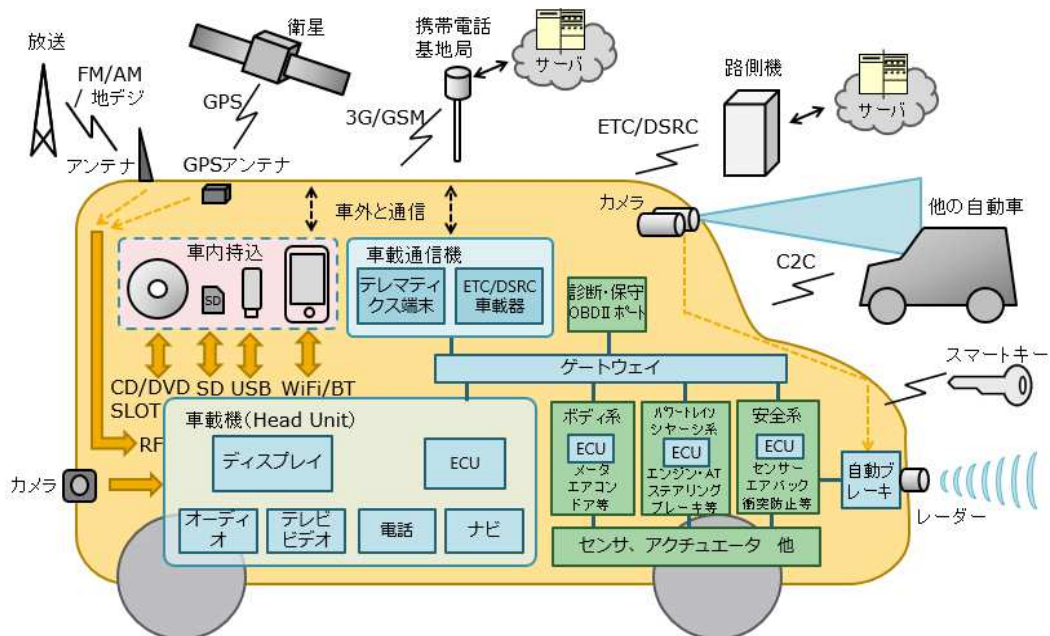 放送
衛星
携帯電話
基地局
サーバ
路側機
サーバ
FM/AM
/ 地デジ
GPS
3G/GSM
ETC/DSRC
アンテナ
GPSアンテナ
車外と通信
カメラ
他の自動車
C2C
車内持込
SD
車載通信機
テレマティ
クス端末
ETC/DSRC
車載器
診断・保守
OBDⅡポート
スマートキー
ゲートウェイ
CD/DVD
SLOT
SD
USB
WiFi/BT
RF
車載機(Head Unit)
ディスプレイ
ECU
オーディ
オ
テレビ
ビデオ
電話
ナビ
カメラ
ボディ系
ECU
メータ
エアコン
ドア等
パワートレイン
シャーシ系
ECU
エンジン・AT
ステアリング
ブレーキ等
安全系
ECU
センサー
エアバック
衝突防止等
自動ブ
レーキ
レーダー
センサ、アクチュエータ 他